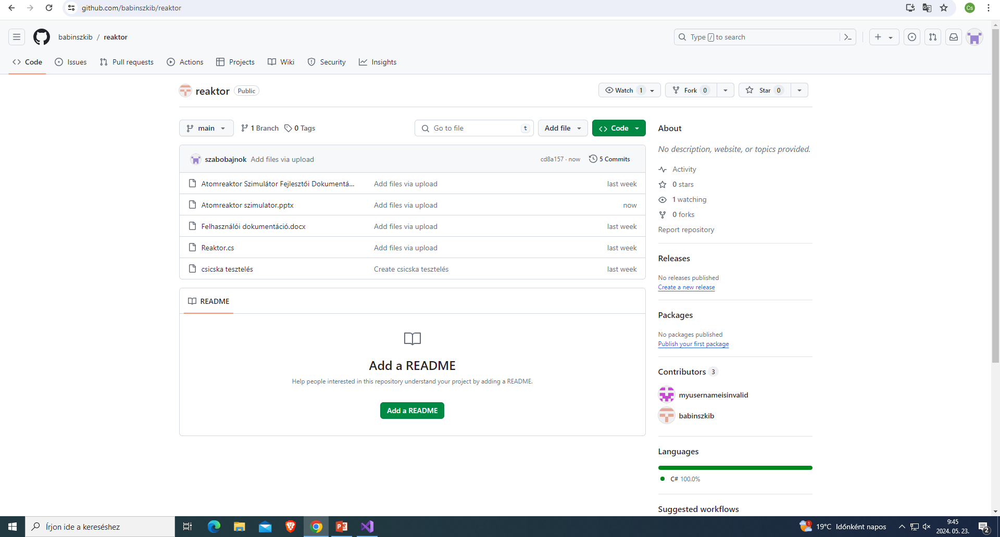 github.com/babinszkib/reaktor
Cs
babinszkib / reaktor
Type / to search
Code Issues Pull requests Actions Projects Wiki Security Insights
reaktor Public
Watch 1 Fork 0 Star 0
main 1 Branch 0 Tags Go to file t Add file Code
szabobajnok Add files via upload cd8a157 · now 5 Commits
Atomreaktor Szimulátor Fejlesztői Dokumentá... Add files via upload last week
Atomreaktor szimulator.pptx Add files via upload now
Felhasználói dokumentáció.docx Add files via upload last week
Reaktor.cs Add files via upload last week
csicska tesztelés Create csicska tesztelés last week
README
Add a README
Help people interested in this repository understand your project by adding a README.
Add a README
About
No description, website, or topics provided.
Activity
0 stars
1 watching
0 forks
Report repository
Releases
No releases published
Create a new release
Packages
No packages published
Publish your first package
Contributors 3
myusernameisinvalid
babinszkib
Languages
C# 100.0%
Suggested workflows
Írjon ide a kereséshez
1 19°C Időnként napos
9:45
2024. 05. 23.
2